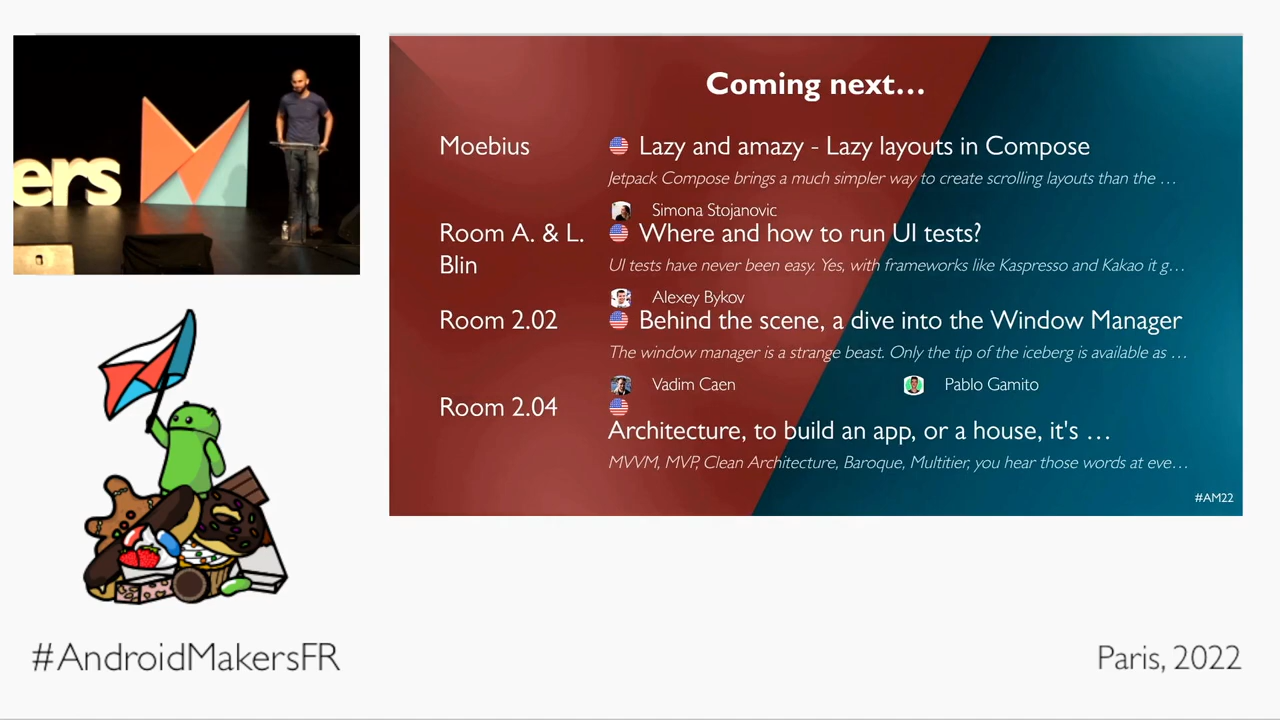 ers
Coming next…
Moebius
Lazy and amazy - Lazy layouts in Compose
Jetpack Compose brings a much simpler way to create scrolling layouts than the …
Simona Stojanovic
Room A. & L.
Blin
Where and how to run UI tests?
UI tests have never been easy. Yes, with frameworks like Kaspresso and Kakao it g…
Alexey Bykov
Room 2.02
Behind the scene, a dive into the Window Manager
The window manager is a strange beast. Only the tip of the iceberg is available as …
Vadim Caen Pablo Gamito
Room 2.04
Architecture, to build an app, or a house, it's …
MVVM, MVP, Clean Architecture, Baroque, Multitier, you hear those words at eve…
#AM22
#AndroidMakersFR
Paris, 2022